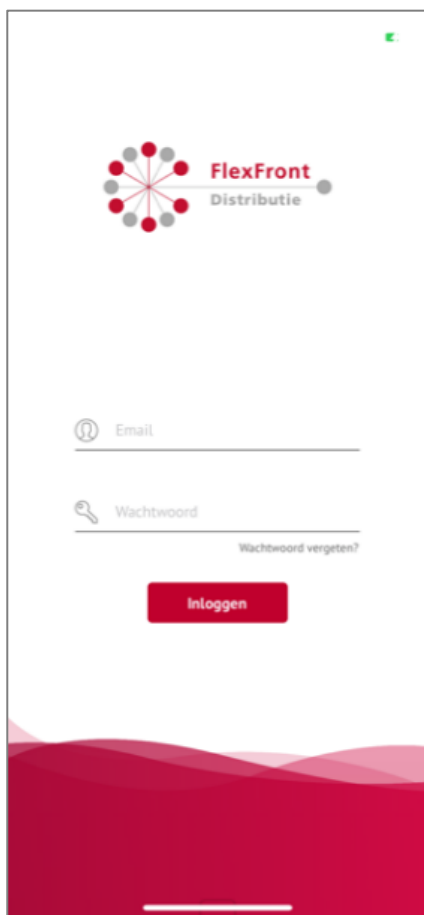 FlexFront
Distributie
Email
Wachtwoord
Wachtwoord vergeten?
Inloggen